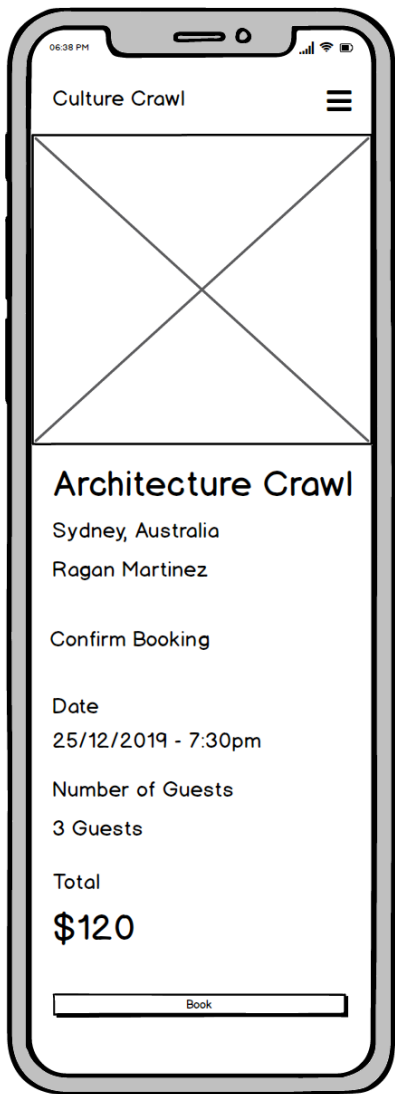 06:38 PM
Culture Crawl
Architecture Crawl
Sydney, Australia
Ragan Martinez
Confirm Booking
Date
25/12/2019 - 7:30pm
Number of Guests
3 Guests
Total
$120
Book